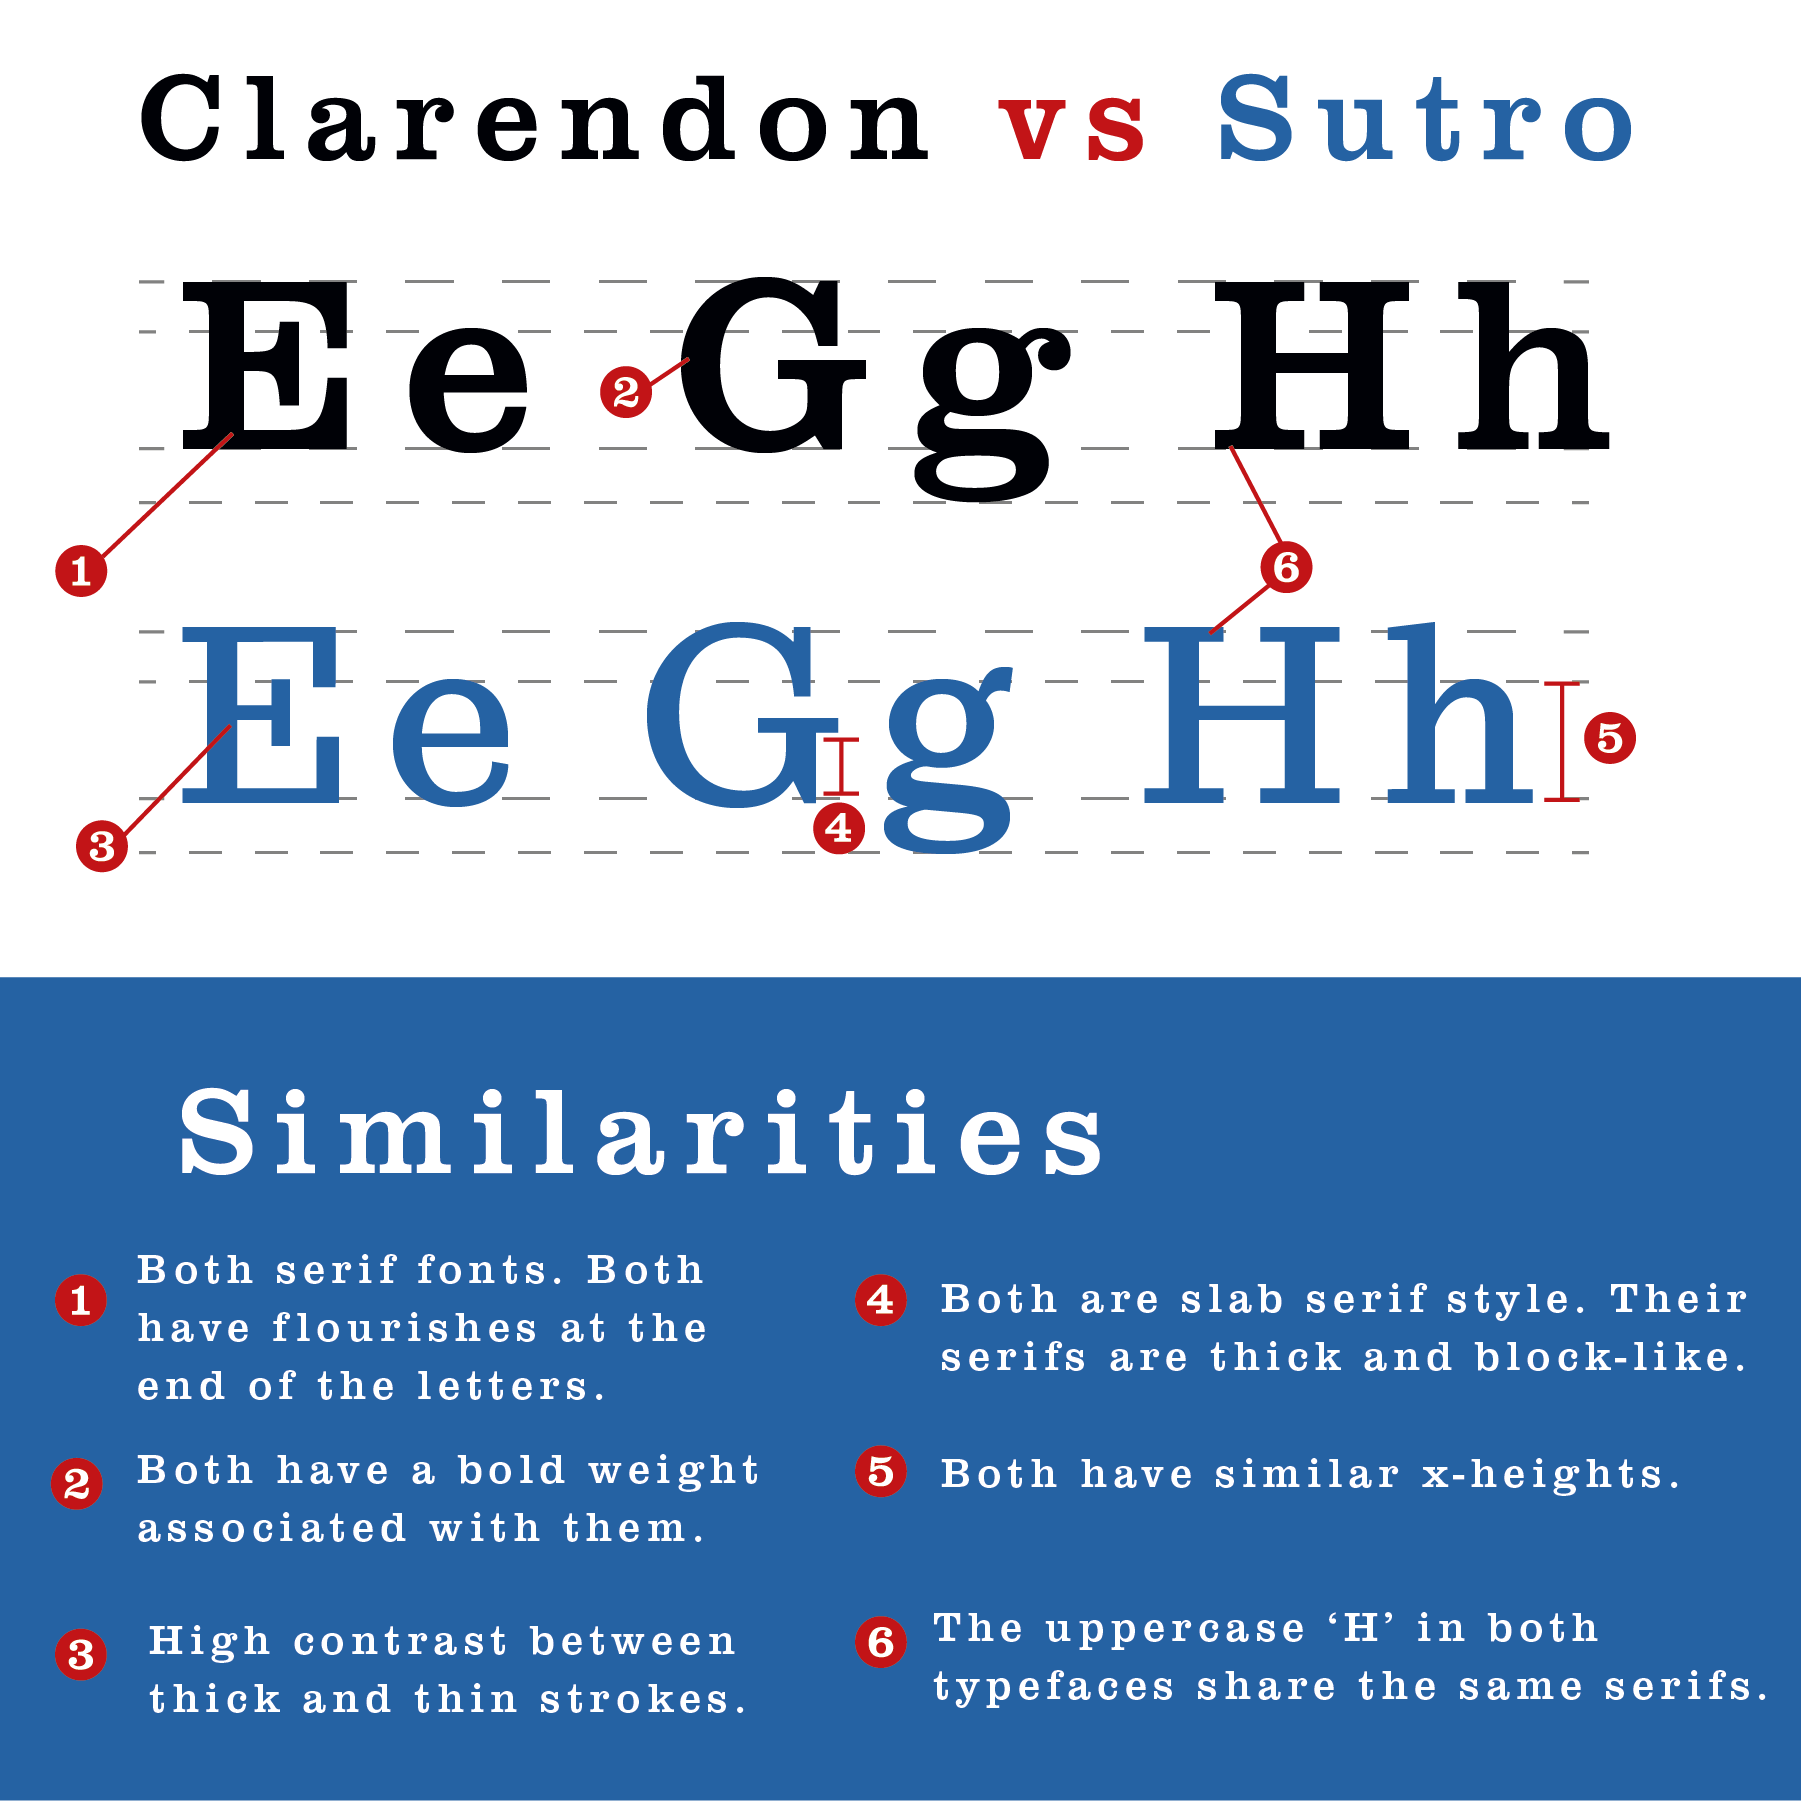 Clarendon vs Sutro
Ee Gg Hh
2
1
6
Ee Gg Hh
5
3
4
Similarities
1 Both serif fonts. Both
have flourishes at the
end of the letters.
2 Both have a bold weight
associated with them.
3 High contrast between
thick and thin strokes.
4 Both are slab serif style. Their
serifs are thick and block-like.
5 Both have similar x-heights.
6 The uppercase ‘H’ in both
typefaces share the same serifs.